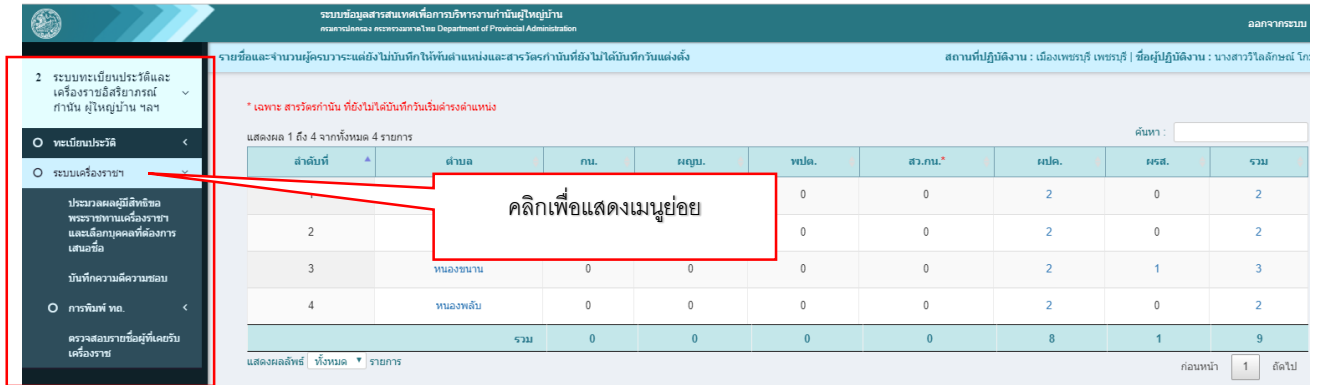 ระบบข้อมูลสารสนเทศเพื่อการบริหารงานกำนันผู้ใหญ่บ้าน
กรมการปกครอง กระทรวงมหาดไทย Department of Provincial Administration
ออกจากระบบ
รายชื่อและจำนวนผู้ครบวาระแต่ยังไม่บันทึกให้พ้นตำแหน่งและสารวัตรกำนันที่ยังไม่ได้บันทึกวันแต่งตั้ง
สถานที่ปฏิบัติงาน : เมืองเพชรบุรี เพชรบุรี | ชื่อผู้ปฏิบัติงาน : นางสาววิไลลักษณ์
2 ระบบทะเบียนประวัติและ
เครื่องราชอิสริยาภรณ์
กำนัน ผู้ใหญ่บ้าน ฯลฯ
ทะเบียนประวัติ
ระบบเครื่องราชฯ
ประมวลผลผู้มีสิทธิขอ
พระราชทานเครื่องราชฯ
และเลือกบุคคลที่ต้องการ
เสนอชื่อ
บันทึกความดีความชอบ
การพิมพ์ ทด.
ตรวจสอบรายชื่อผู้ที่เคยรับ
เครื่องราช
* เฉพาะ สารวัตรกำนัน ที่ยังไม่ได้บันทึกวันเริ่มดำรงตำแหน่ง
แสดงผล 1 ถึง 4 จากทั้งหมด 4 รายการ
ค้นหา :
ลำดับที่ ตำบล กน. ผญบ. พปต. สว.กน.* ผปค. ผรส. รวม
0 0 2 0 2
คลิกเพื่อแสดงเมนูย่อย
2 0 0 2 0 2
3 หนองขนาน 0 0 0 0 2 1 3
4 หนองพลับ 0 0 0 0 2 0 2
รวม 0 0 0 0 8 1 9
แสดงผลลัพธ์ ทั้งหมด รายการ
ก่อนหน้า 1 ถัดไป